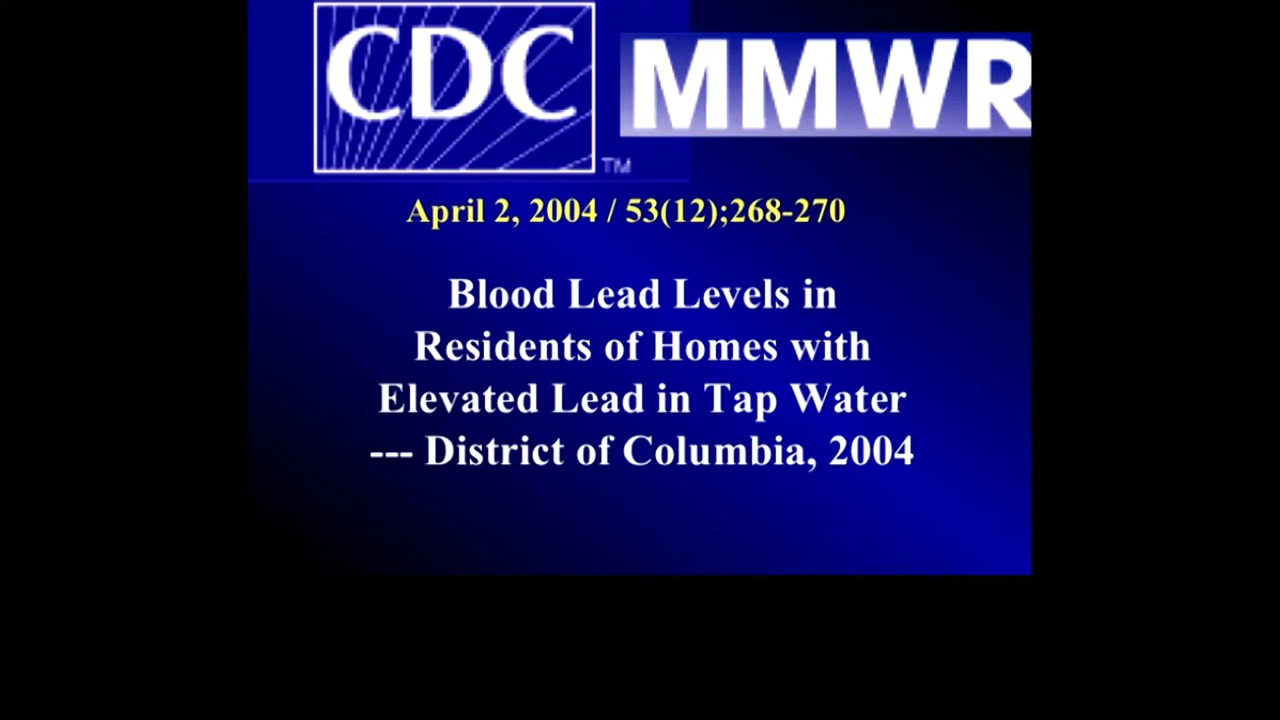 CDC
MMWR
TM
April 2, 2004 / 53(12);268-270
Blood Lead Levels in
Residents of Homes with
Elevated Lead in Tap Water
--- District of Columbia, 2004